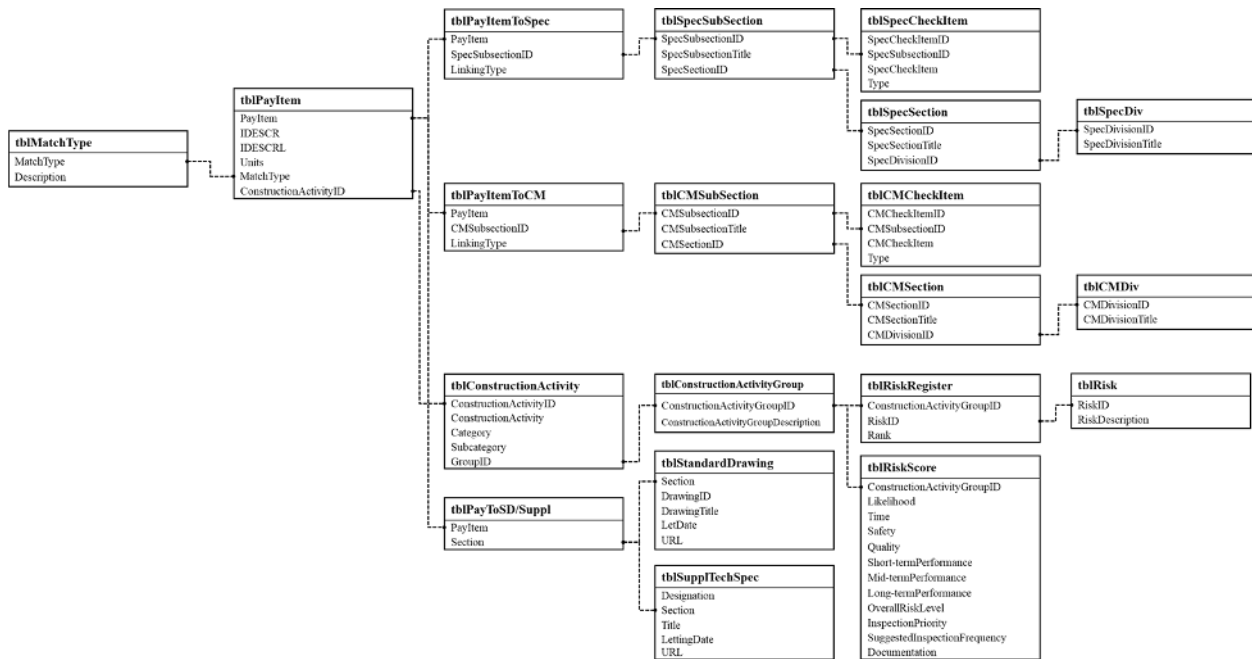 tblMatchType
MatchType
Description
tblPayItem
PayItem
IDESCR
IDESCRL
Units
MatchType
ConstructionActivityID
tblPayItemToSpec
PayItem
SpecSubsectionID
LinkingType
tblSpecSubSection
SpecSubsectionID
SpecSubsectionTitle
SpecSectionID
tblSpecCheckItem
SpecCheckItemID
SpecSubsectionID
SpecCheckItem
Type
tblSpecSection
SpecSectionID
SpecSectionTitle
SpecDivisionID
tblSpecDiv
SpecDivisionID
SpecDivisionTitle
tblPayItemToCM
PayItem
CMSubsectionID
LinkingType
tblCMSubSection
CMSubsectionID
CMSubsectionTitle
CMSectionID
tblCMCheckItem
CMCheckItemID
CMSubsectionID
CMCheckItem
Type
tblCMSection
CMSectionID
CMSectionTitle
CMDivisionID
tblCMDiv
CMDivisionID
CMDivisionTitle
tblConstructionActivity
ConstructionActivityID
ConstructionActivity
Category
Subcategory
GroupID
tblConstructionActivityGroup
ConstructionActivityGroupID
ConstructionActivityGroupDescription
tblRiskRegister
ConstructionActivityGroupID
RiskID
Rank
tblRisk
RiskID
RiskDescription
tblPayToSD/Suppl
PayItem
Section
tblStandardDrawing
Section
DrawingID
DrawingTitle
LetDate
URL
tblSupplTechSpec
Designation
Section
Title
LettingDate
URL
tblRiskScore
ConstructionActivityGroupID
Likelihood
Time
Safety
Quality
Short-termPerformance
Mid-termPerformance
Long-termPerformance
OverallRiskLevel
InspectionPriority
SuggestedInspectionFrequency
Documentation